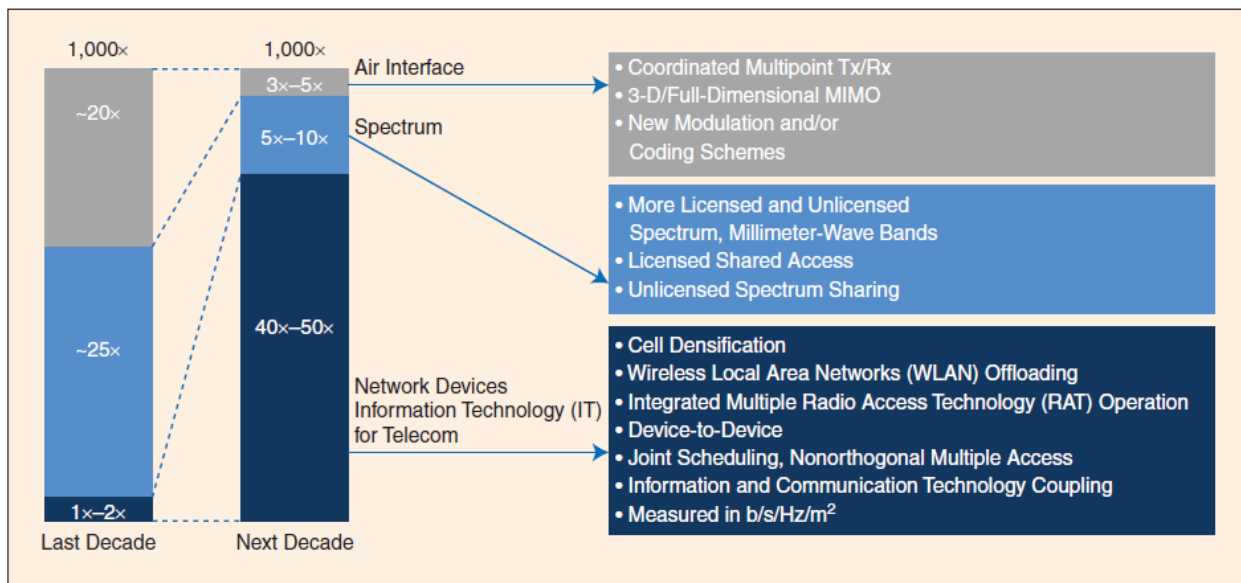 1,000×
1,000×
~20×
3×–5×
~25×
5×–10×
1×–2×
40×–50×
Last Decade
Next Decade
Air Interface
Spectrum
Network Devices
Information Technology (IT)
for Telecom
• Coordinated Multipoint Tx/Rx
• 3-D/Full-Dimensional MIMO
• New Modulation and/or
Coding Schemes
• More Licensed and Unlicensed
Spectrum, Millimeter-Wave Bands
• Licensed Shared Access
• Unlicensed Spectrum Sharing
• Cell Densification
• Wireless Local Area Networks (WLAN) Offloading
• Integrated Multiple Radio Access Technology (RAT) Operation
• Device-to-Device
• Joint Scheduling, Nonorthogonal Multiple Access
• Information and Communication Technology Coupling
• Measured in b/s/Hz/m²